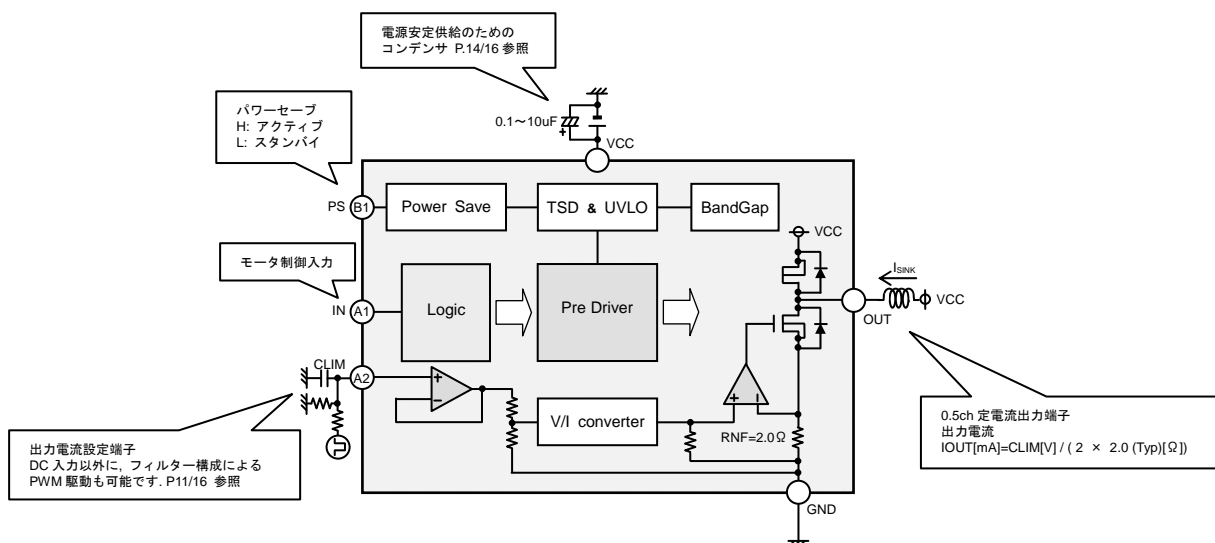 電源安定供給のための
コンデンサ P.14/16 参照
パワーセーブ
H: アクティブ
L: スタンバイ
0.1～10uF
+
VCC
PS
B1
Power Save
TSD & UVLO
BandGap
VCC
モータ制御入力
ISINK
IN
A1
Logic
Pre Driver
VCC
OUT
CLIM
A2
+
−
V/I converter
+
−
RNF=2.0Ω
0.5ch 定電流出力端子
出力電流
IOUT[mA]=CLIM[V] / ( 2 × 2.0 (Typ)[Ω])
出力電流設定端子
DC 入力以外に, フィルター構成による
PWM 駆動も可能です. P11/16 参照
GND